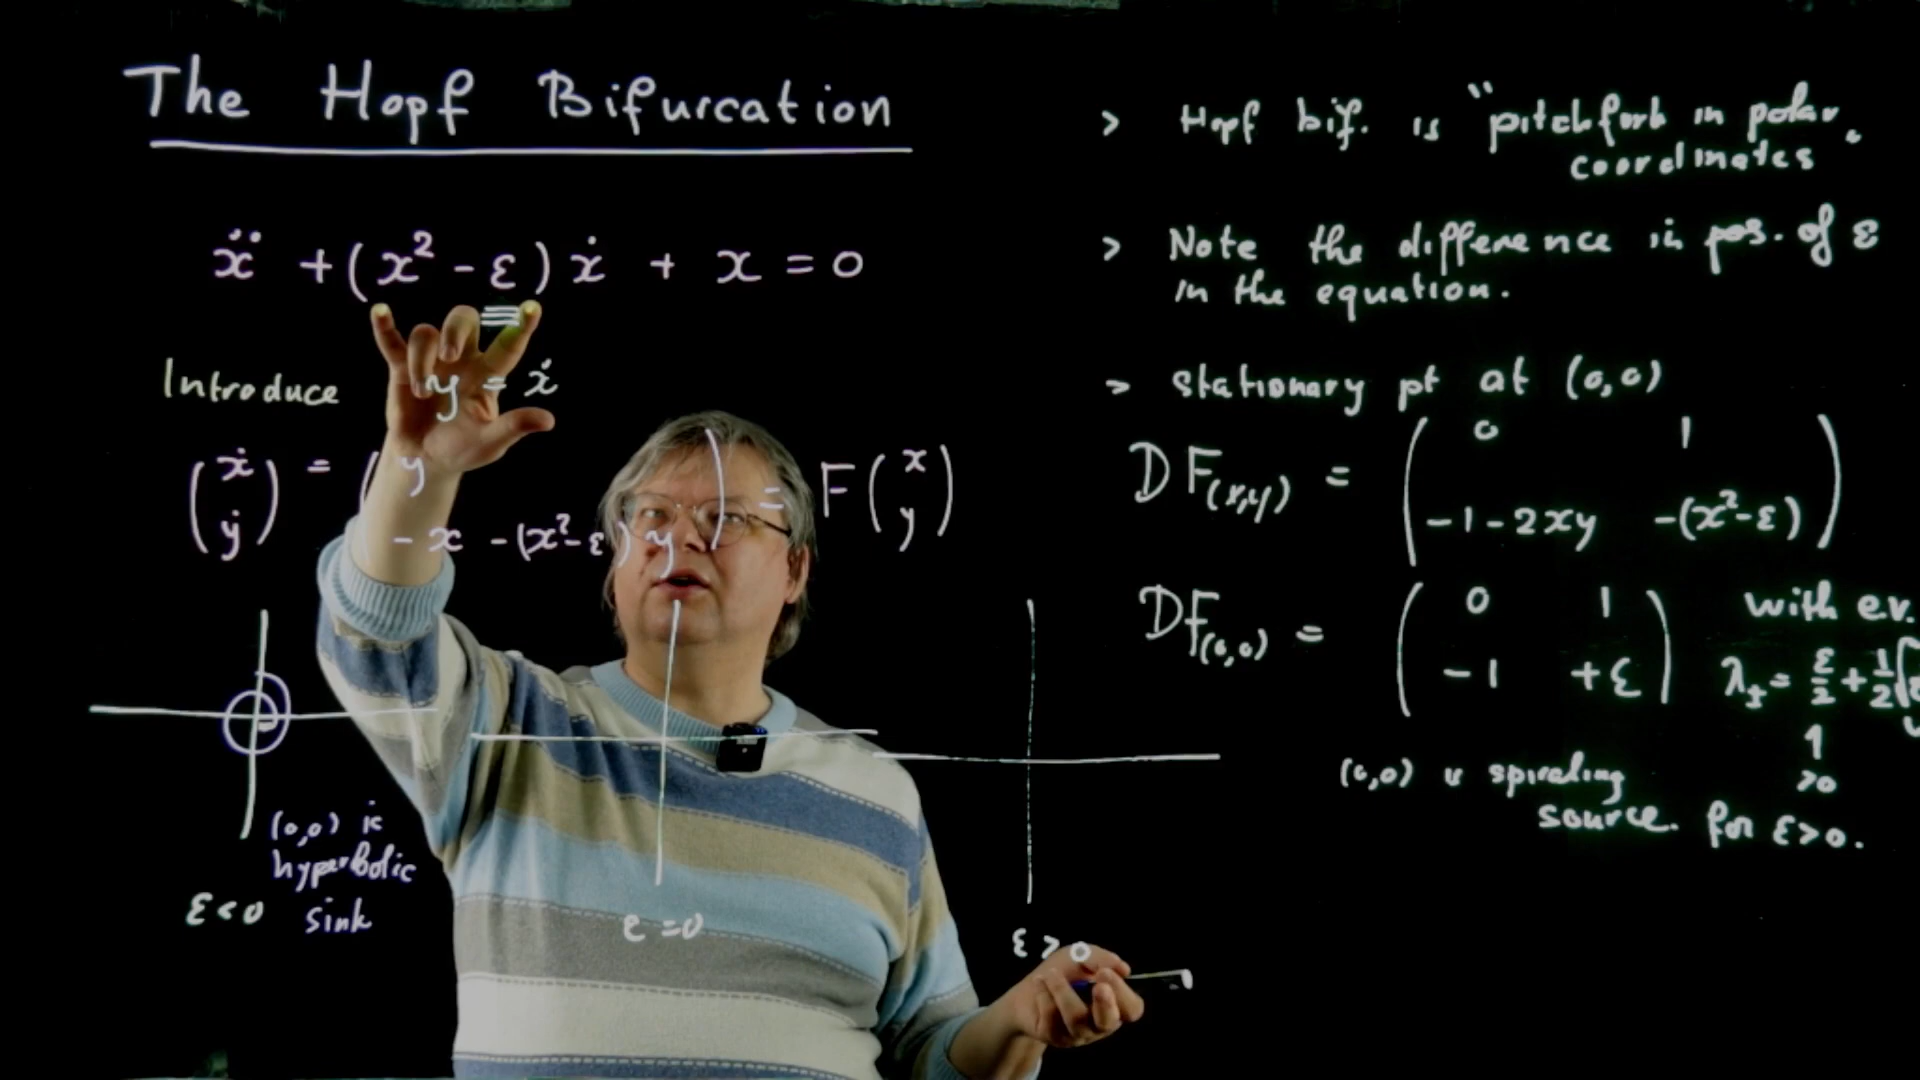 The Hopf Bifurcation
ẍ + (x² - ε) ẋ + x = 0
Introduce y = ẋ
(ẋ ẏ) = ( y
- x - (x² - ε) y ) = F(x y)
(0,0) is
hyperbolic
ε < 0 sink
ε = 0
ε > 0
> Hopf bif. is "pitchfork in polar
coordinates
> Note the difference in pos. of ε
in the equation.
> Stationary pt at (0,0)
DF(x,y) = ( 0 1
-1-2xy -(x²-ε) )
DF(0,0) = ( 0 1
-1 +ε ) with e.v.
λ± = ε/2 + 1/2 √
>0
(0,0) is spiraling
source. for ε>0.